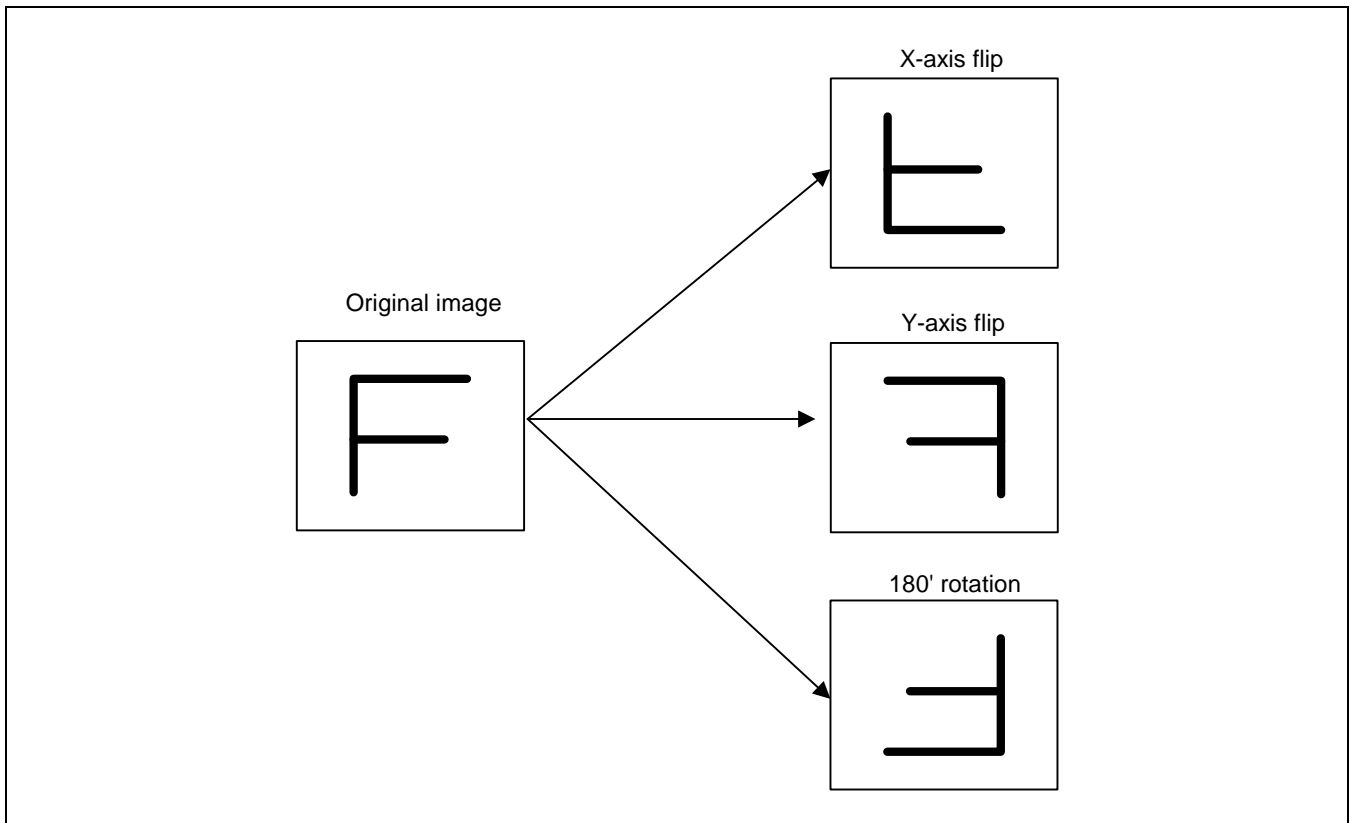 X-axis flip
Original image
F
Y-axis flip
180' rotation